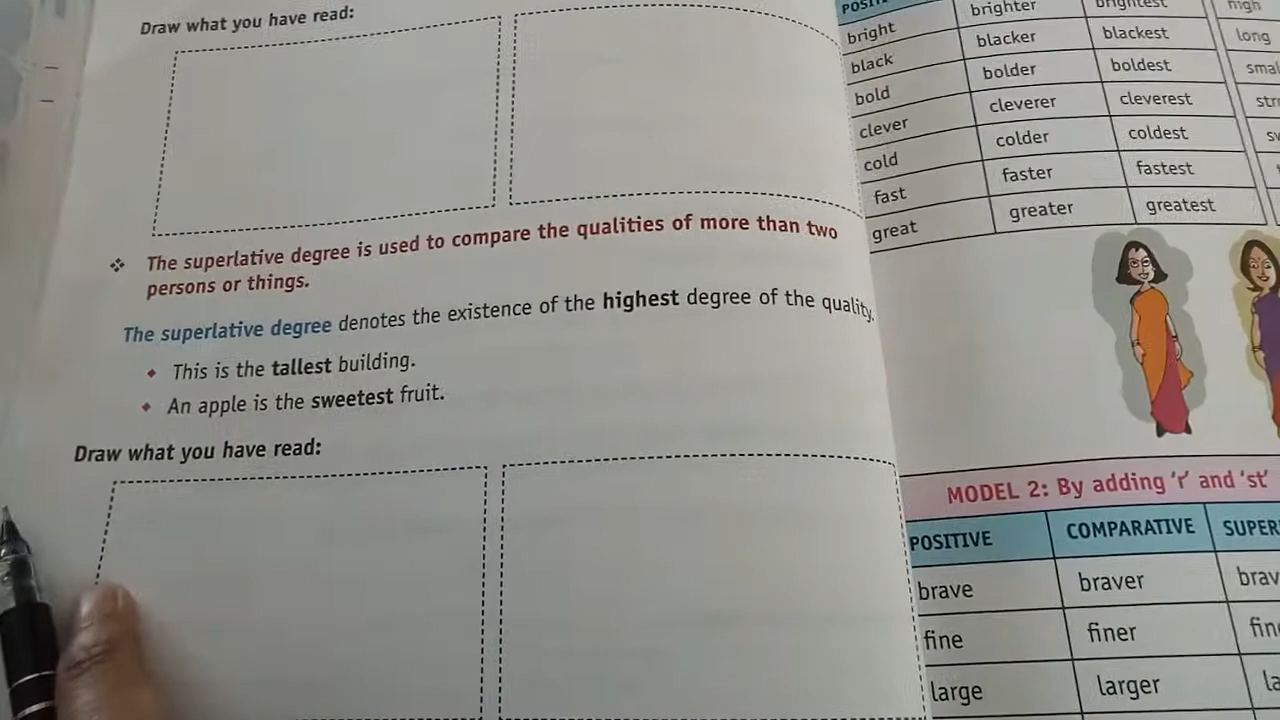 Draw what you have read:
The superlative degree is used to compare the qualities of more than two
persons or things.
The superlative degree denotes the existence of the highest degree of the quality.
This is the tallest building.
An apple is the sweetest fruit.
Draw what you have read:
brighter brightest high
bright blacker blackest long
black bolder boldest
bold cleverer cleverest
clever colder coldest
cold faster fastest
fast greater greatest
great
MODEL 2: By adding 'r' and 'st'
POSITIVE COMPARATIVE
brave braver
fine finer
large larger